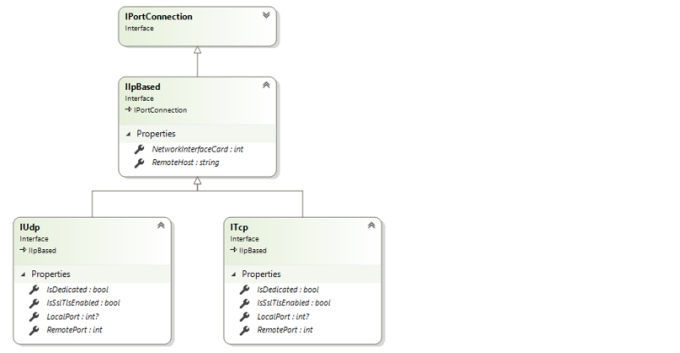 IPortConnection
Interface
IIpBased
Interface
→ IPortConnection
Properties
NetworkInterfaceCard : int
RemoteHost : string
IUdp
Interface
→ IIpBased
Properties
IsDedicated : bool
IsSslTlsEnabled : bool
LocalPort : int?
RemotePort : int
ITcp
Interface
→ IIpBased
Properties
IsDedicated : bool
IsSslTlsEnabled : bool
LocalPort : int?
RemotePort : int